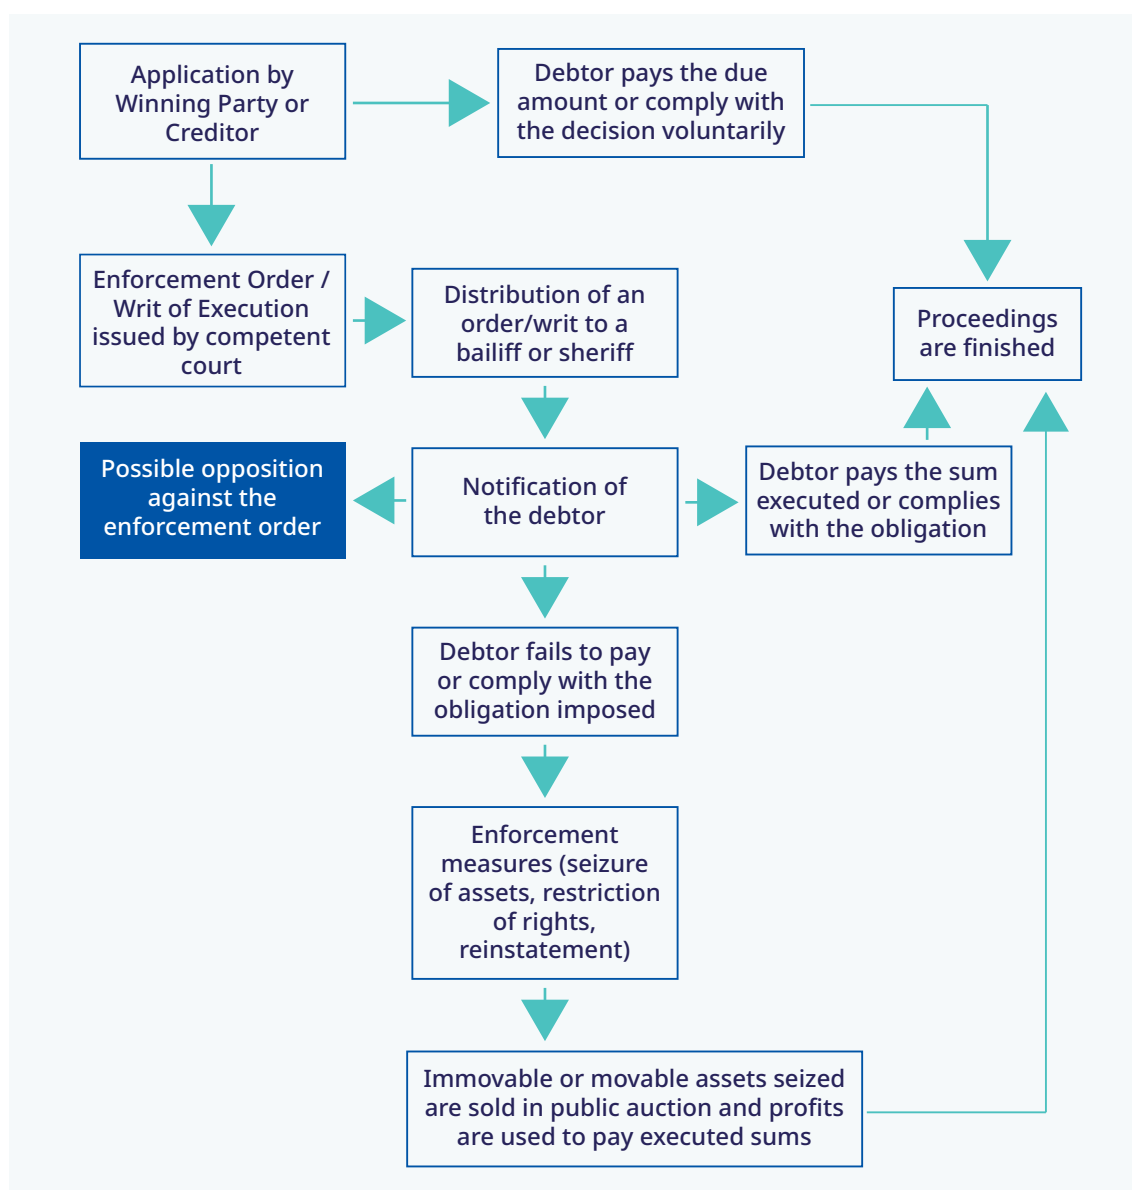 Application by
Winning Party or
Creditor
Debtor pays the due
amount or comply with
the decision voluntarily
Enforcement Order /
Writ of Execution
issued by competent
court
Distribution of an
order/writ to a
bailiff or sheriff
Proceedings
are finished
Possible opposition
against the
enforcement order
Notification of
the debtor
Debtor pays the sum
executed or complies
with the obligation
Debtor fails to pay
or comply with the
obligation imposed
Enforcement
measures (seizure
of assets, restriction
of rights,
reinstatement)
Immovable or movable assets seized
are sold in public auction and profits
are used to pay executed sums